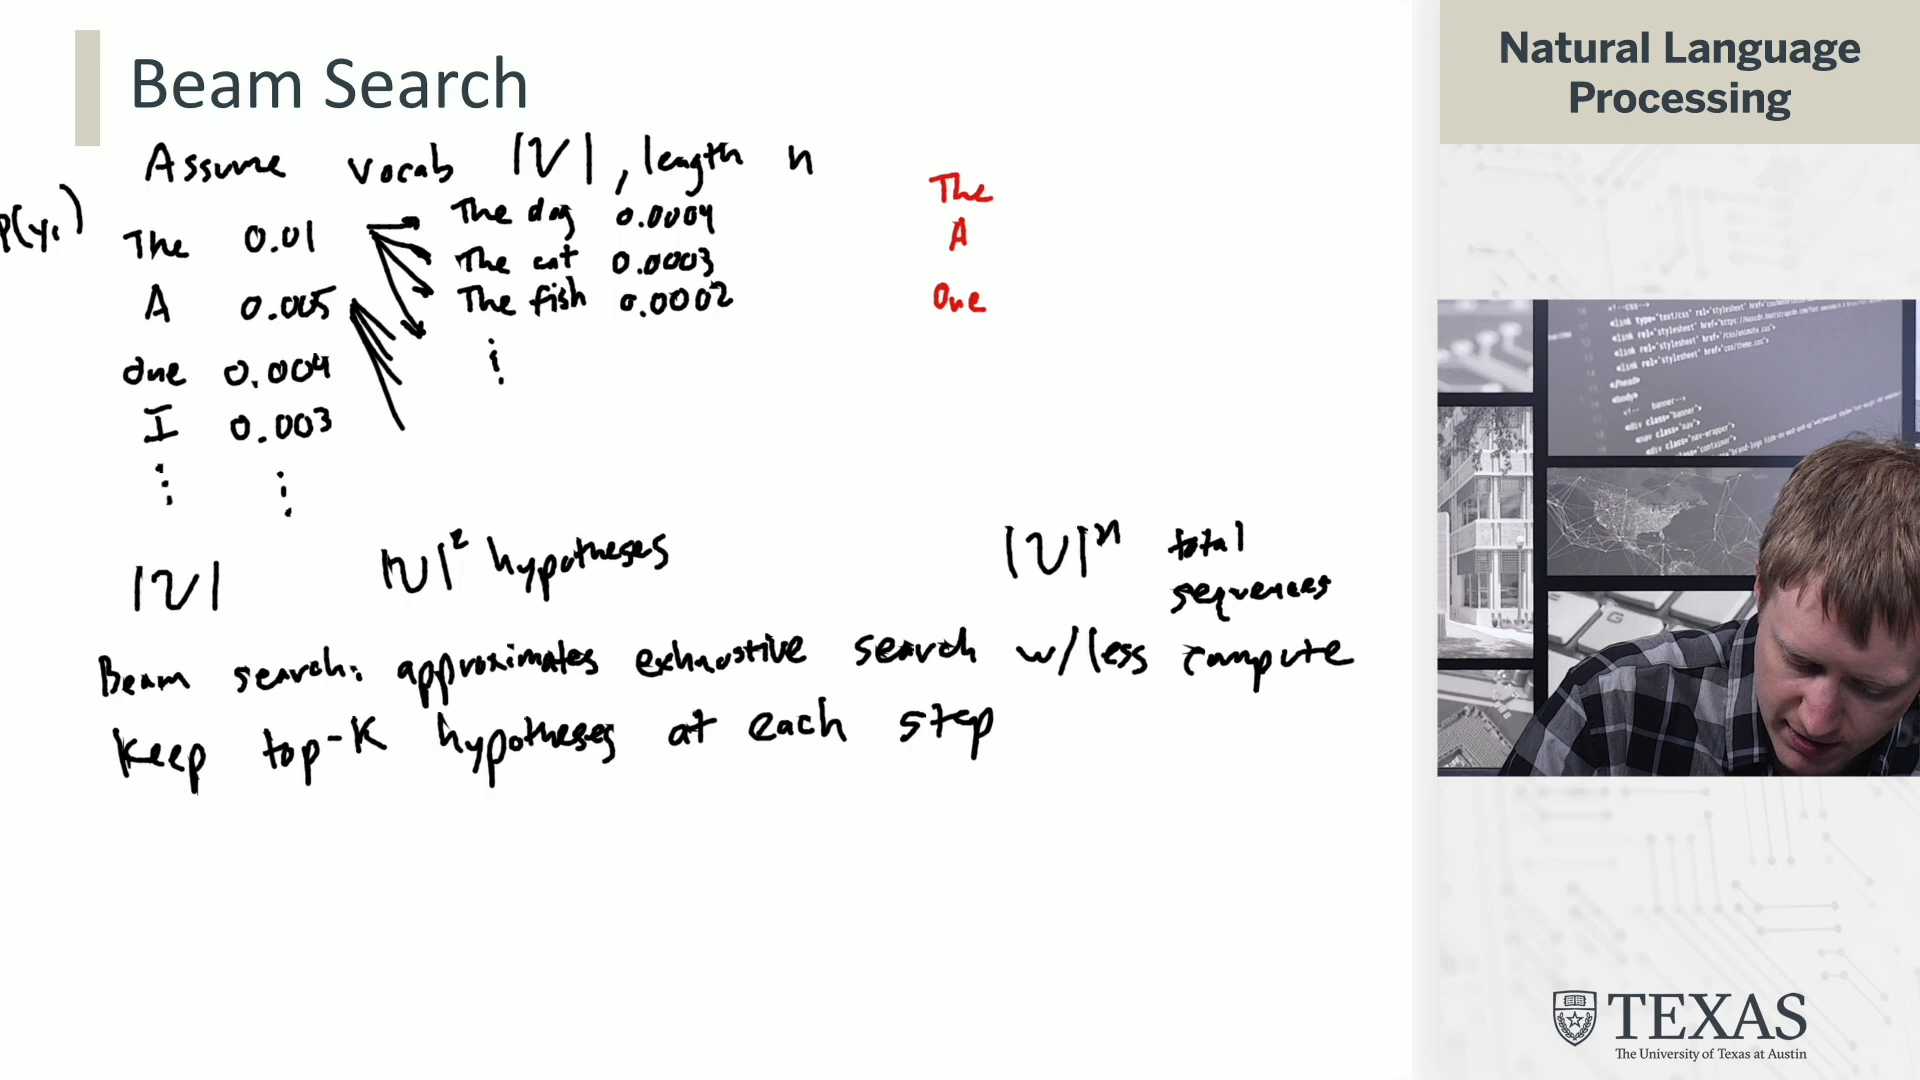 Beam Search
Assume vocab |V|, length n
P(y₁)
The 0.01
A 0.005
One 0.004
I 0.003
⋮ ⋮
The dog 0.0004
The cat 0.0003
The fish 0.0002
⋮
The
A
One
|V|
|V|² hypotheses
|V|ⁿ total
sequences
Beam search: approximates exhaustive search w/less compute
Keep top-K hypotheses at each step
Natural Language
Processing
TEXAS
The University of Texas at Austin